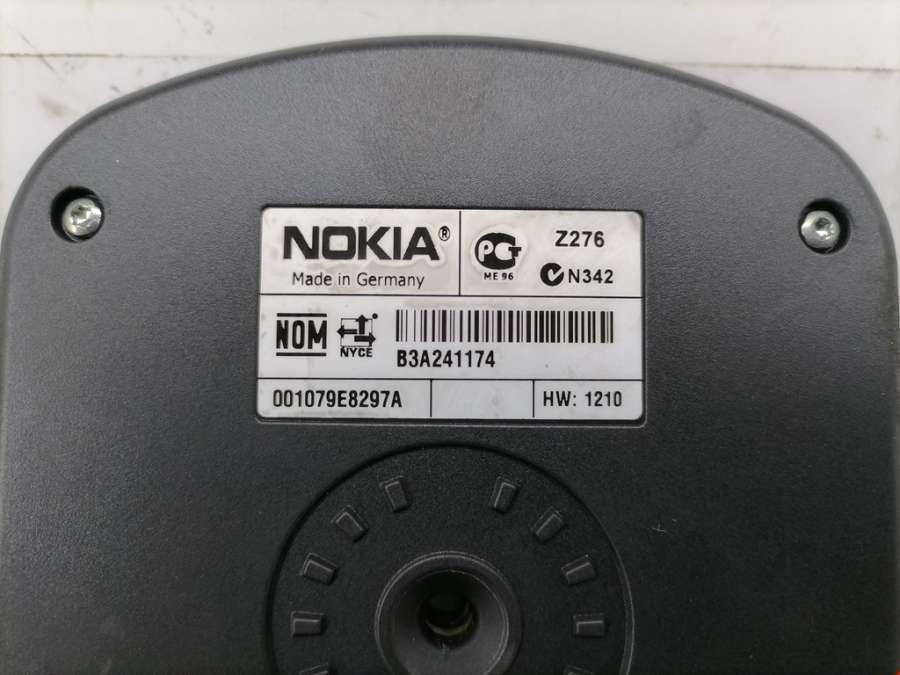 NOKIA®
Made in Germany
PCT
ME 96
Z276
N342
NOM
NYCE
B3A241174
001079E8297A
HW: 1210